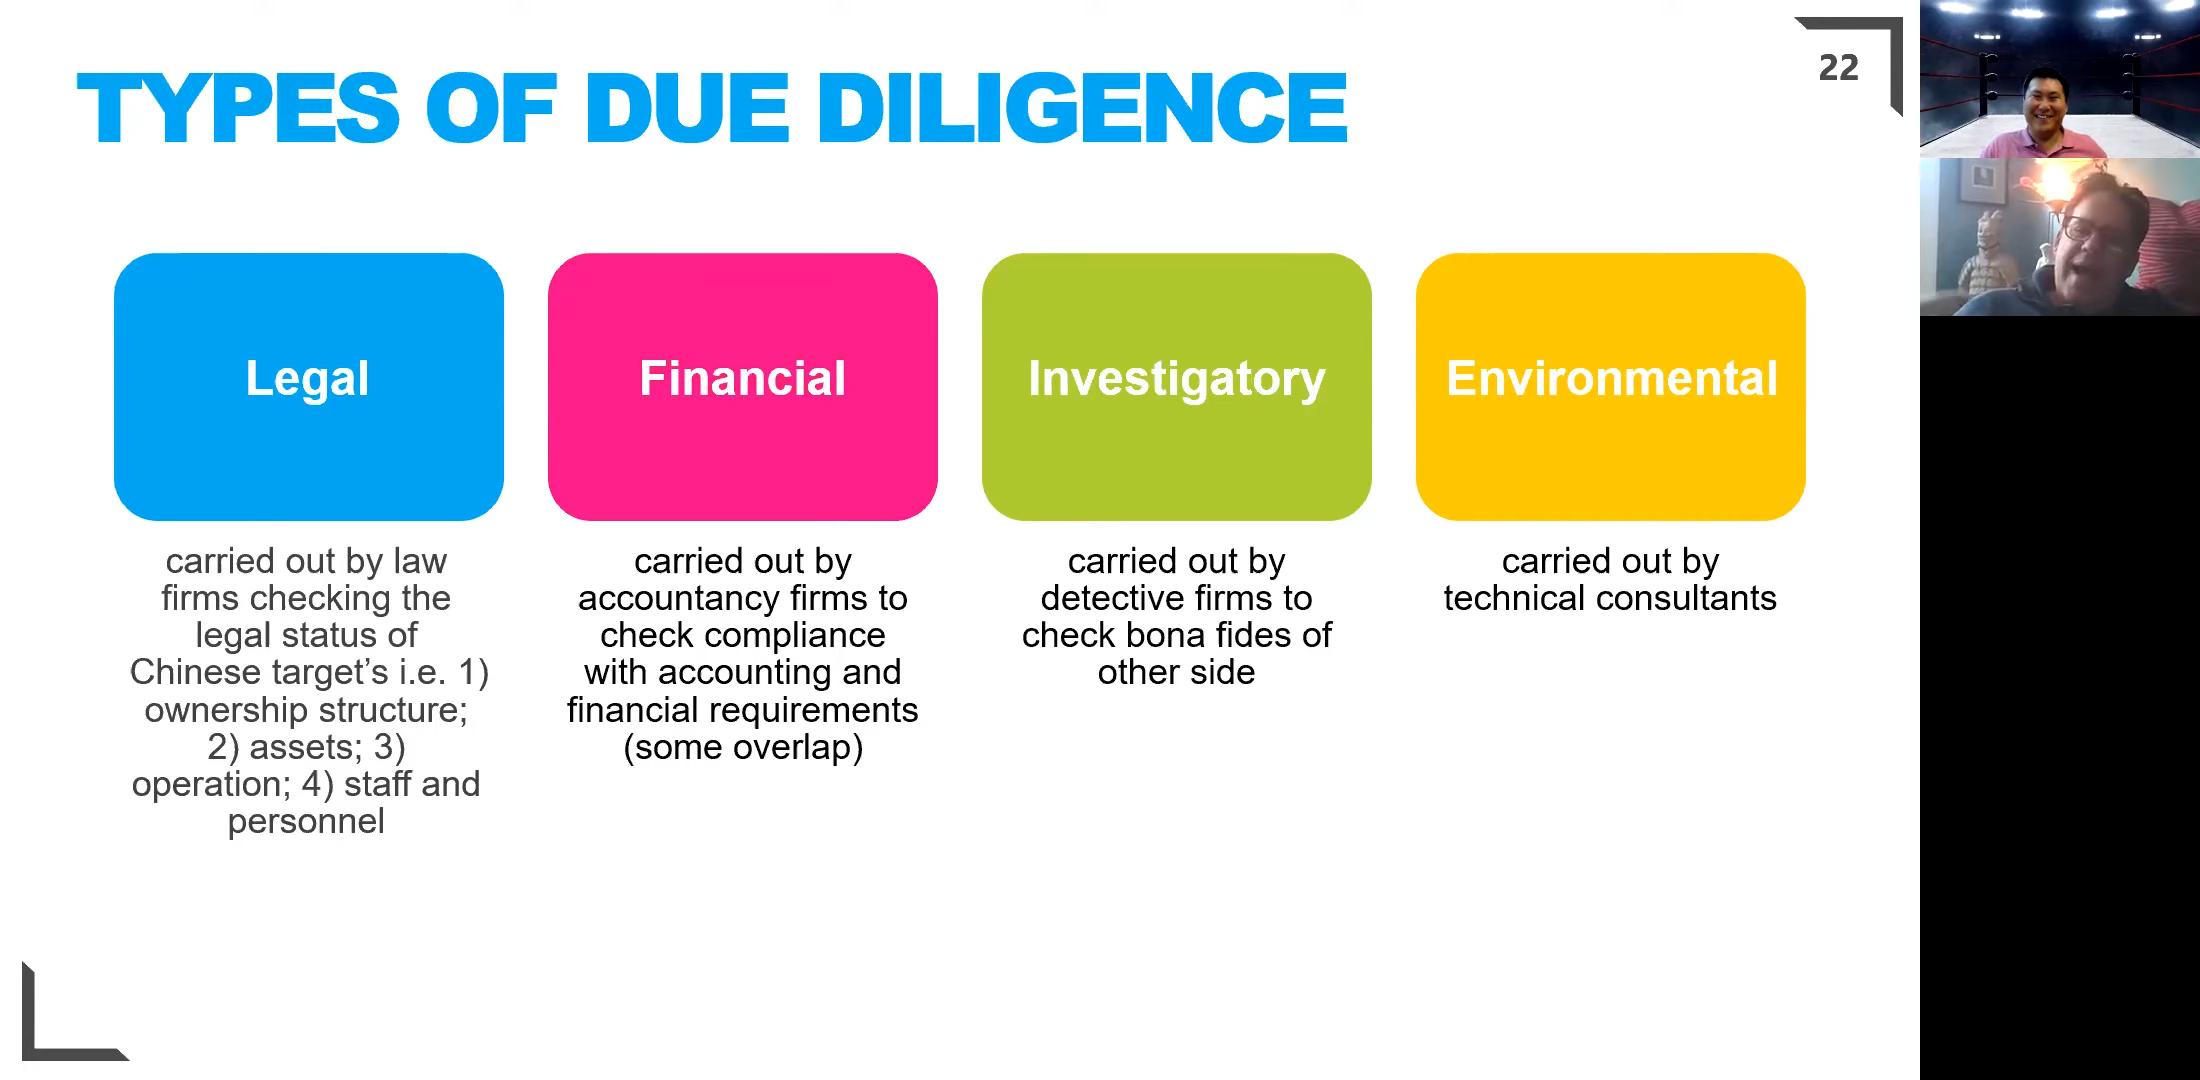 TYPES OF DUE DILIGENCE
22
Legal
carried out by law
firms checking the
legal status of
Chinese target’s i.e. 1)
ownership structure;
2) assets; 3)
operation; 4) staff and
personnel
Financial
carried out by
accountancy firms to
check compliance
with accounting and
financial requirements
(some overlap)
Investigatory
carried out by
detective firms to
check bona fides of
other side
Environmental
carried out by
technical consultants